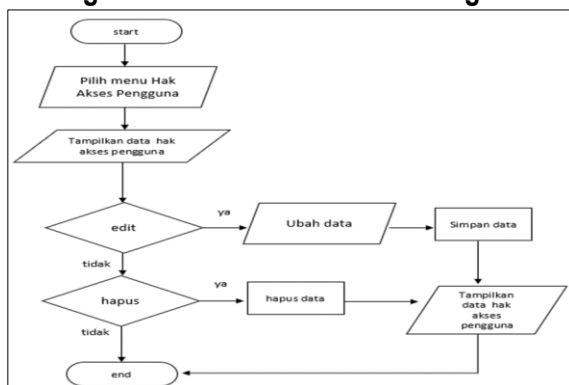 start
Pilih menu Hak
Akses Pengguna
Tampilkan data hak
akses pengguna
edit
ya
Ubah data
Simpan data
tidak
hapus
ya
hapus data
Tampilkan
data hak
akses
pengguna
tidak
end